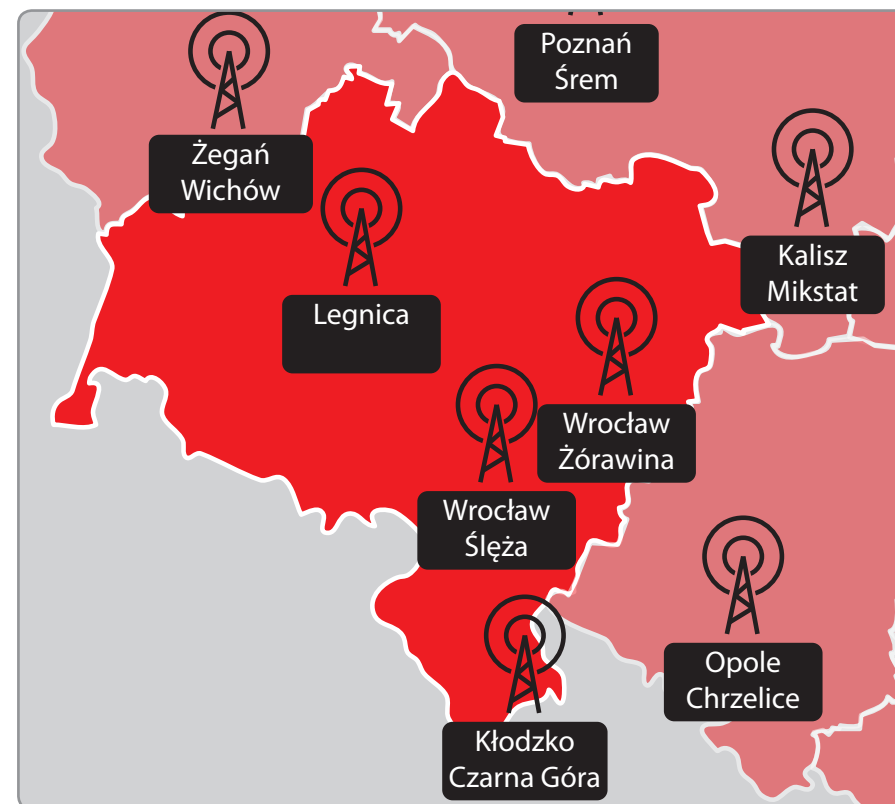 Poznań
Śrem
Żegań
Wichów
Kalisz
Mikstat
Legnica
Wrocław
Żórawina
Wrocław
Ślęża
Opole
Chrzelice
Kłodzko
Czarna Góra